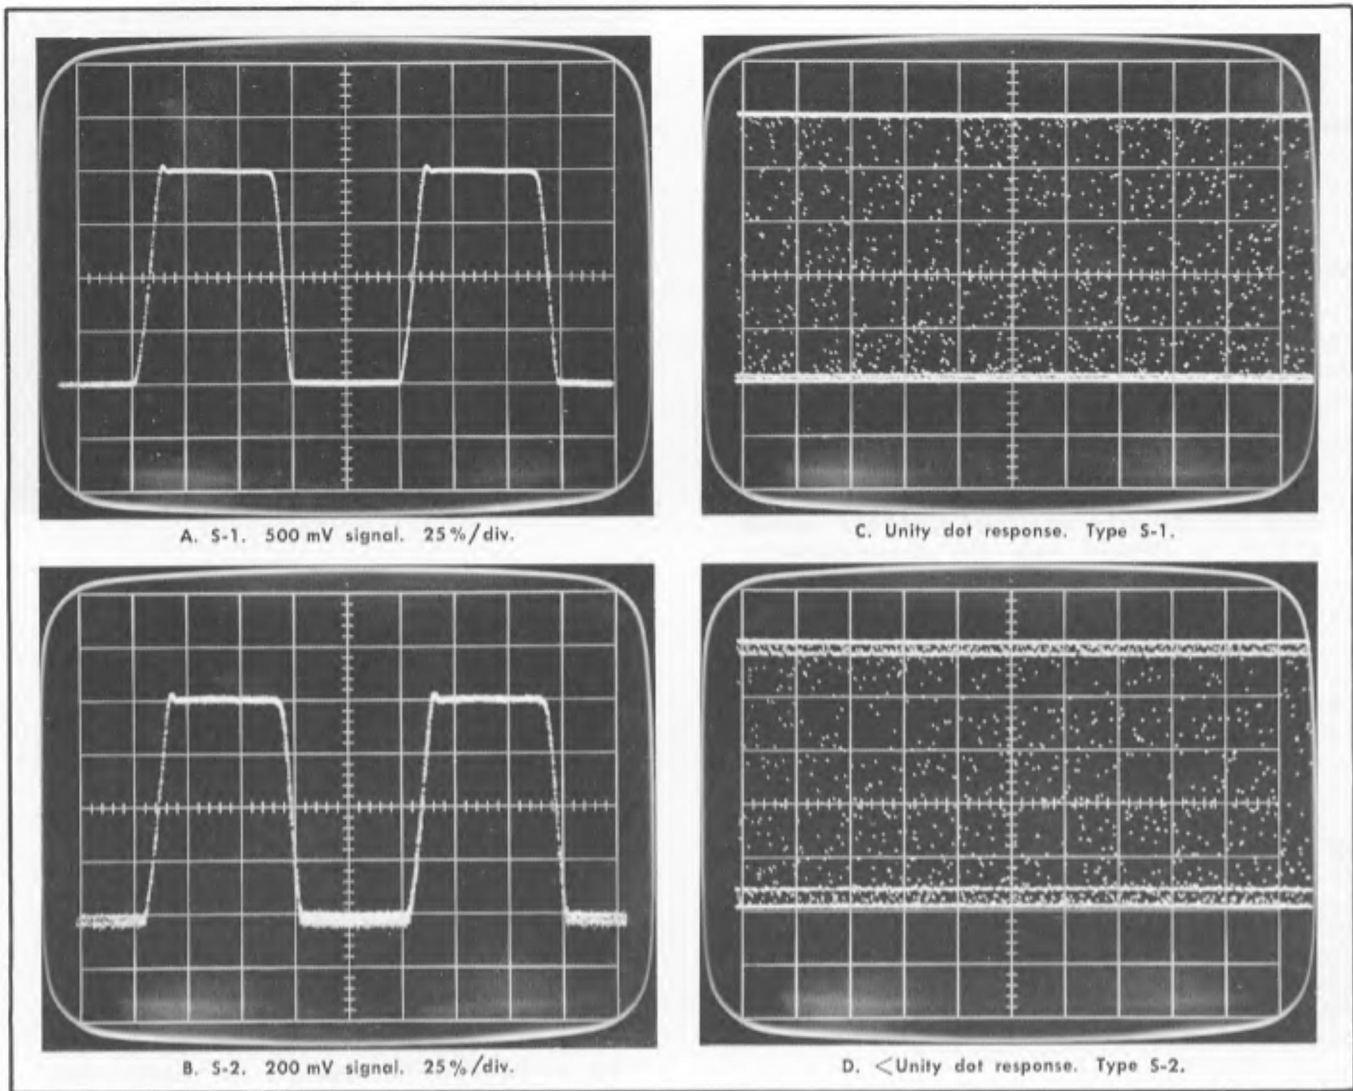 A. S-1. 500 mV signal. 25%/div.
C. Unity dot response. Type S-1.
B. S-2. 200 mV signal. 25%/div.
D. <Unity dot response. Type S-2.